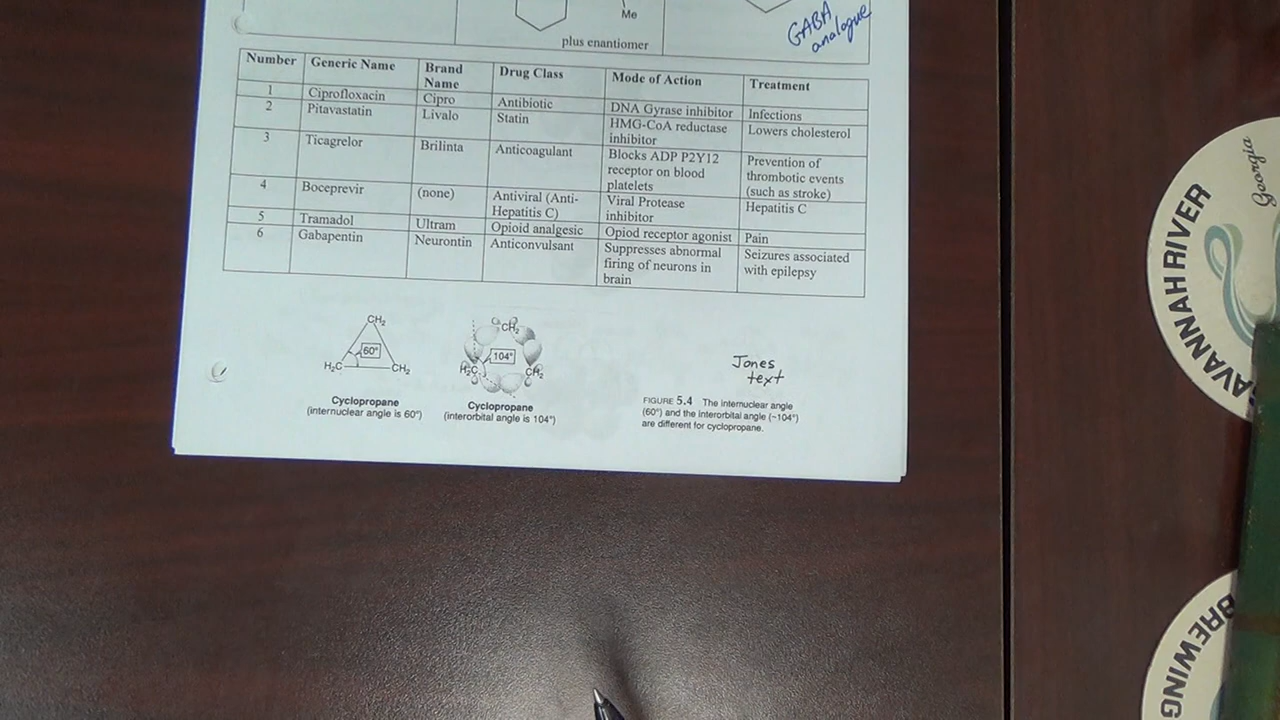 Me
plus enantiomer
GABA
analogue
Number Generic Name Brand Name Drug Class Mode of Action Treatment
1 Ciprofloxacin Cipro Antibiotic DNA Gyrase inhibitor Infections
2 Pitavastatin Livalo Statin HMG-CoA reductase inhibitor Lowers cholesterol
3 Ticagrelor Brilinta Anticoagulant Blocks ADP P2Y12 receptor on blood platelets Prevention of thrombotic events (such as stroke)
4 Boceprevir (none) Antiviral (Anti-Hepatitis C) Viral Protease inhibitor Hepatitis C
5 Tramadol Ultram Opioid analgesic Opiod receptor agonist Pain
6 Gabapentin Neurontin Anticonvulsant Suppresses abnormal firing of neurons in brain Seizures associated with epilepsy
CH2
60°
H2C CH2
Cyclopropane
(internuclear angle is 60°)
CH2
104°
H2C CH2
Cyclopropane
(interorbital angle is 104°)
Jones
text
FIGURE 5.4 The internuclear angle
(60°) and the interorbital angle (~104°)
are different for cyclopropane.
Georgia
SAVANNAH RIVER
BREWING